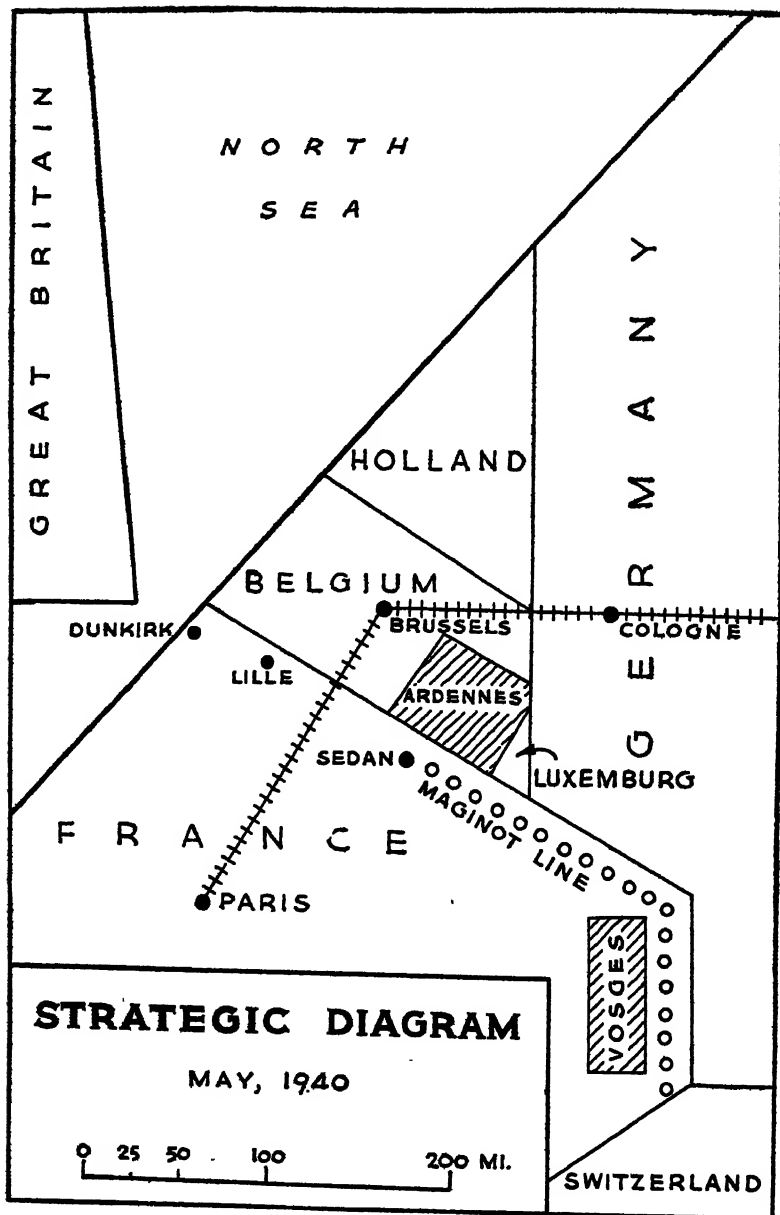 GREAT BRITAIN
NORTH
SEA
GERMANY
HOLLAND
BELGIUM
DUNKIRK
BRUSSELS
COLOGNE
LILLE
ARDENNES
SEDAN
LUXEMBURG
MAGINOT LINE
FRANCE
PARIS
VOSGES
STRATEGIC DIAGRAM
MAY, 1940
0 25 50 100 200 MI.
SWITZERLAND